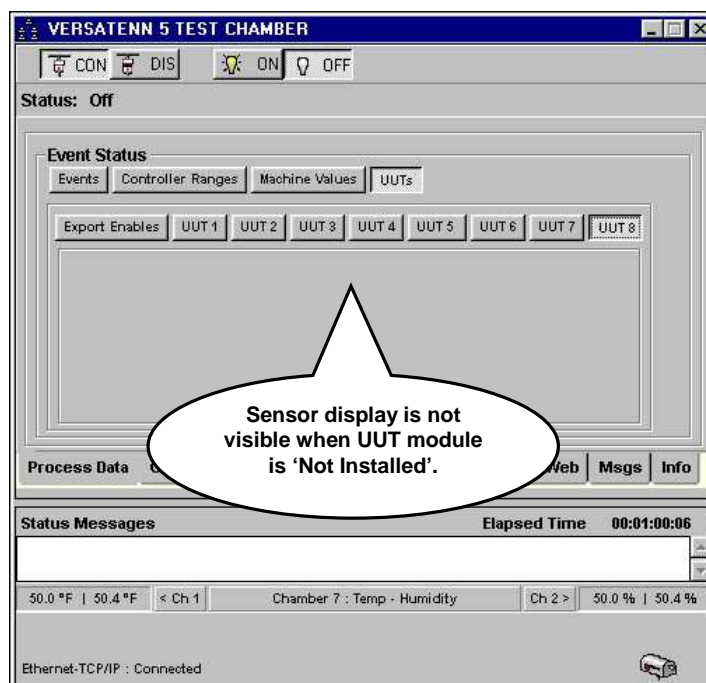 VERSATENN 5 TEST CHAMBER
CON DIS ON OFF
Status: Off
Event Status
Events Controller Ranges Machine Values UUTs
Export Enables UUT 1 UUT 2 UUT 3 UUT 4 UUT 5 UUT 6 UUT 7 UUT 8
Sensor display is not
visible when UUT module
is ‘Not Installed’.
Process Data Web Msgs Info
Status Messages Elapsed Time 00:01:00:06
50.0 °F | 50.4 °F < Ch 1 Chamber 7 : Temp - Humidity Ch 2 > 50.0 % | 50.4 %
Ethernet-TCP/IP : Connected